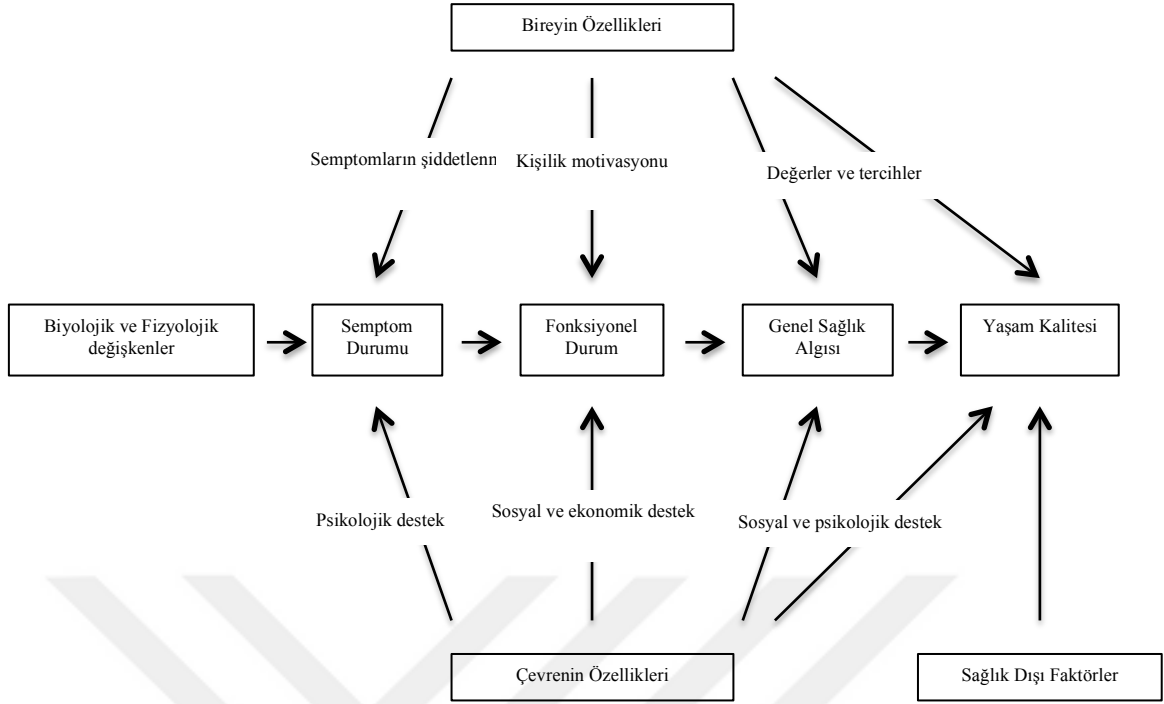 Bireyin Özellikleri
Semptomların şiddetlenm
Kişilik motivasyonu
Değerler ve tercihler
Biyolojik ve Fizyolojik
değişkenler
Semptom
Durumu
Fonksiyonel
Durum
Genel Sağlık
Algısı
Yaşam Kalitesi
Psikolojik destek
Sosyal ve ekonomik destek
Sosyal ve psikolojik destek
Çevrenin Özellikleri
Sağlık Dışı Faktörler